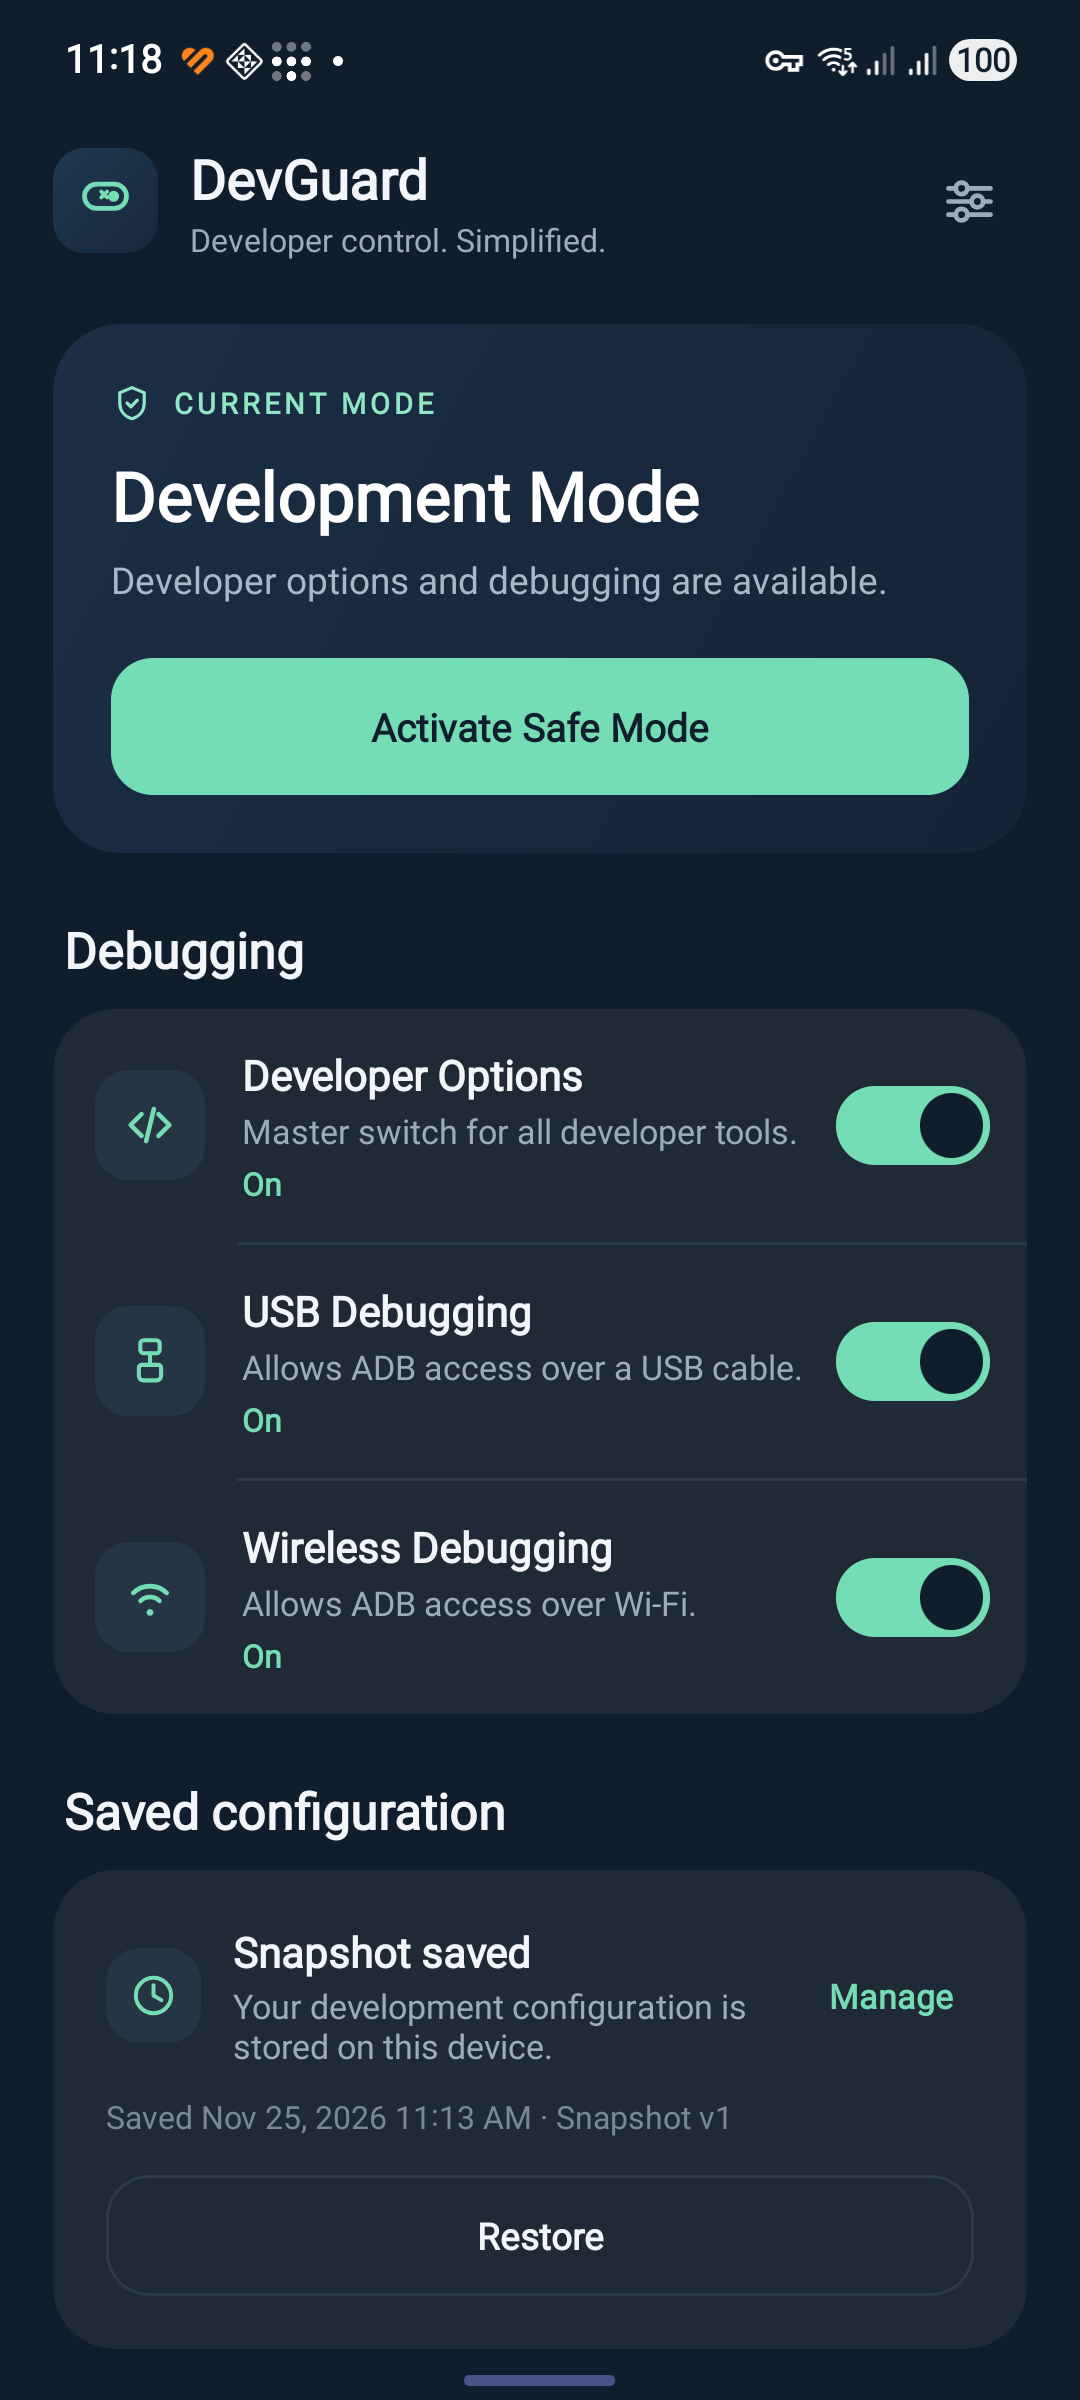 11:18
5
100
DevGuard
Developer control. Simplified.
CURRENT MODE
Development Mode
Developer options and debugging are available.
Activate Safe Mode
Debugging
Developer Options
Master switch for all developer tools.
On
USB Debugging
Allows ADB access over a USB cable.
On
Wireless Debugging
Allows ADB access over Wi-Fi.
On
Saved configuration
Snapshot saved
Your development configuration is
stored on this device.
Manage
Saved Nov 25, 2026 11:13 AM · Snapshot v1
Restore